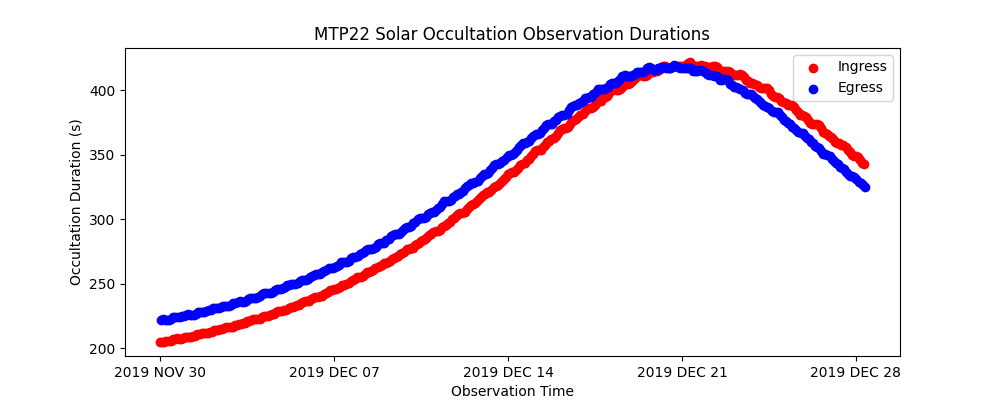 MTP22 Solar Occultation Observation Durations
Ingress
Egress
Occultation Duration (s)
400
350
300
250
200
2019 NOV 30
2019 DEC 07
2019 DEC 14
2019 DEC 21
2019 DEC 28
Observation Time